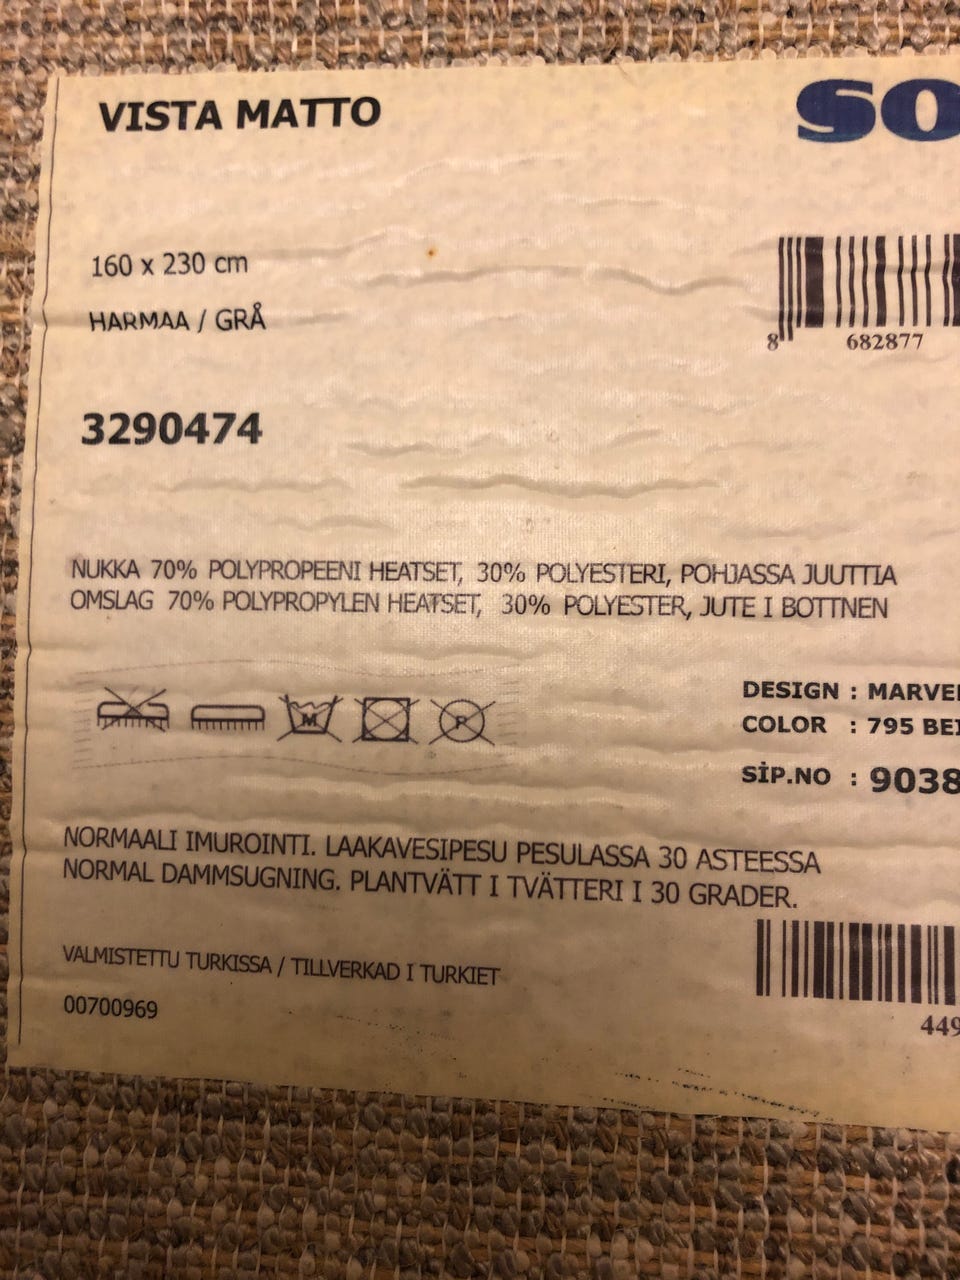 VISTA MATTO
SO
160 x 230 cm
HARMAA / GRÅ
8 682877
3290474
NUKKA 70% POLYPROPEENI HEATSET, 30% POLYESTERI, POHJASSA JUUTTIA
OMSLAG 70% POLYPROPYLEN HEATSET, 30% POLYESTER, JUTE I BOTTNEN
M
P
DESIGN : MARVE
COLOR : 795 BEI
SİP.NO : 9038
NORMAALI IMUROINTI. LAAKAVESIPESU PESULASSA 30 ASTEESSA
NORMAL DAMMSUGNING. PLANTVÄTT I TVÄTTERI I 30 GRADER.
VALMISTETTU TURKISSA / TILLVERKAD I TURKIET
00700969
449